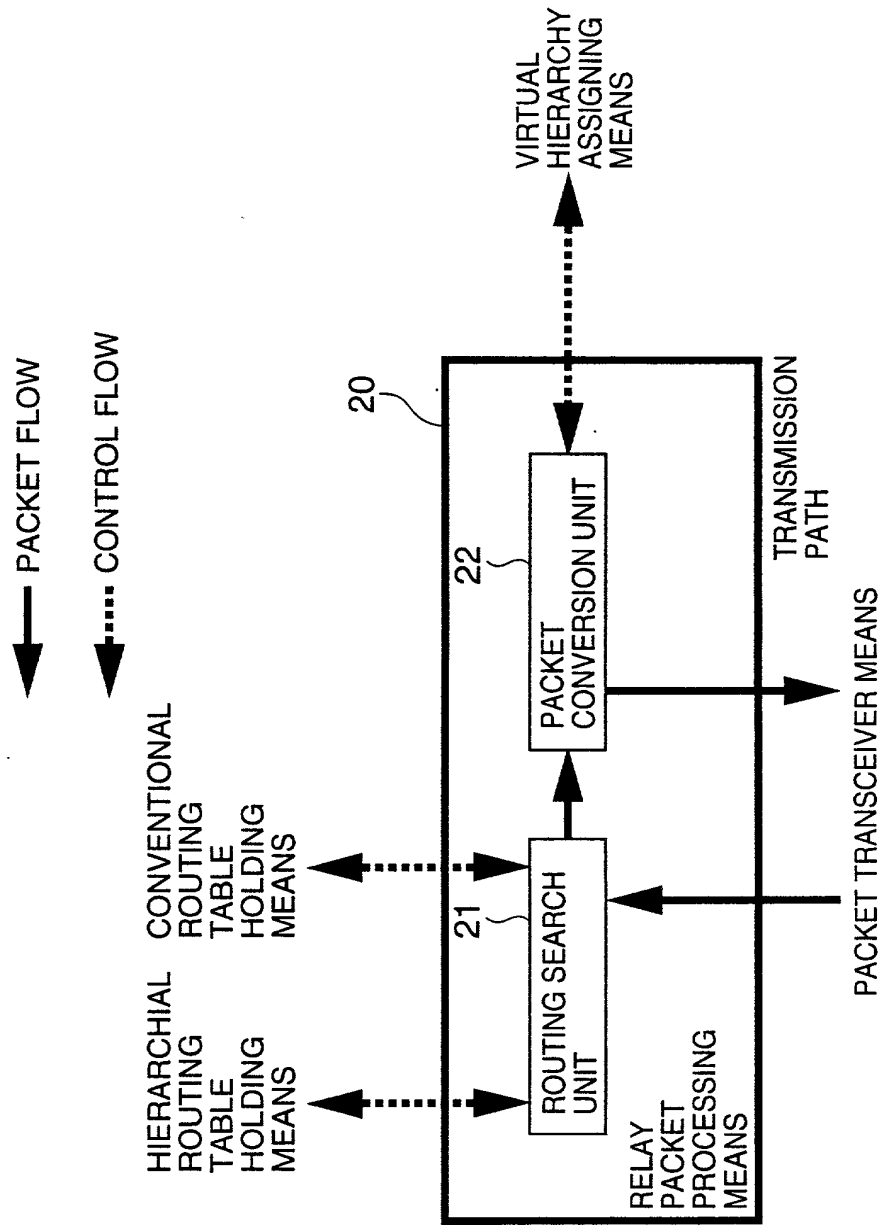 PACKET FLOW
CONTROL FLOW
HIERARCHIAL
ROUTING
TABLE
HOLDING
MEANS
CONVENTIONAL
ROUTING
TABLE
HOLDING
MEANS
20
VIRTUAL
HIERARCHY
ASSIGNING
MEANS
21
ROUTING SEARCH
UNIT
22
PACKET
CONVERSION UNIT
RELAY
PACKET
PROCESSING
MEANS
TRANSMISSION
PATH
PACKET TRANSCEIVER MEANS